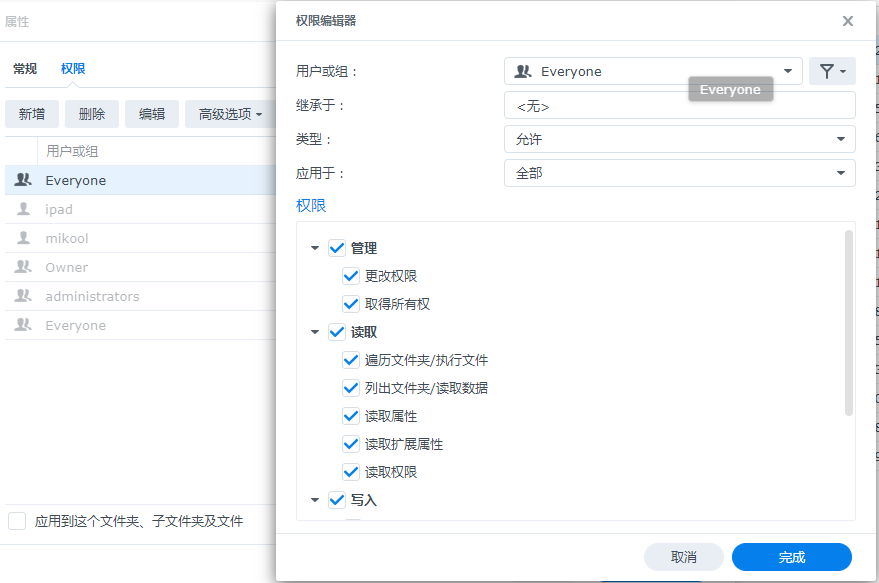 属性
常规 权限
新增 删除 编辑 高级选项
用户或组
Everyone
ipad
mikool
Owner
administrators
Everyone
应用到这个文件夹、子文件夹及文件
权限编辑器
用户或组：
Everyone
Everyone
继承于：
<无>
类型：
允许
应用于：
全部
权限
管理
更改权限
取得所有权
读取
遍历文件夹/执行文件
列出文件夹/读取数据
读取属性
读取扩展属性
读取权限
写入
取消 完成